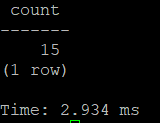 count
-------
15
(1 row)
Time: 2.934 ms